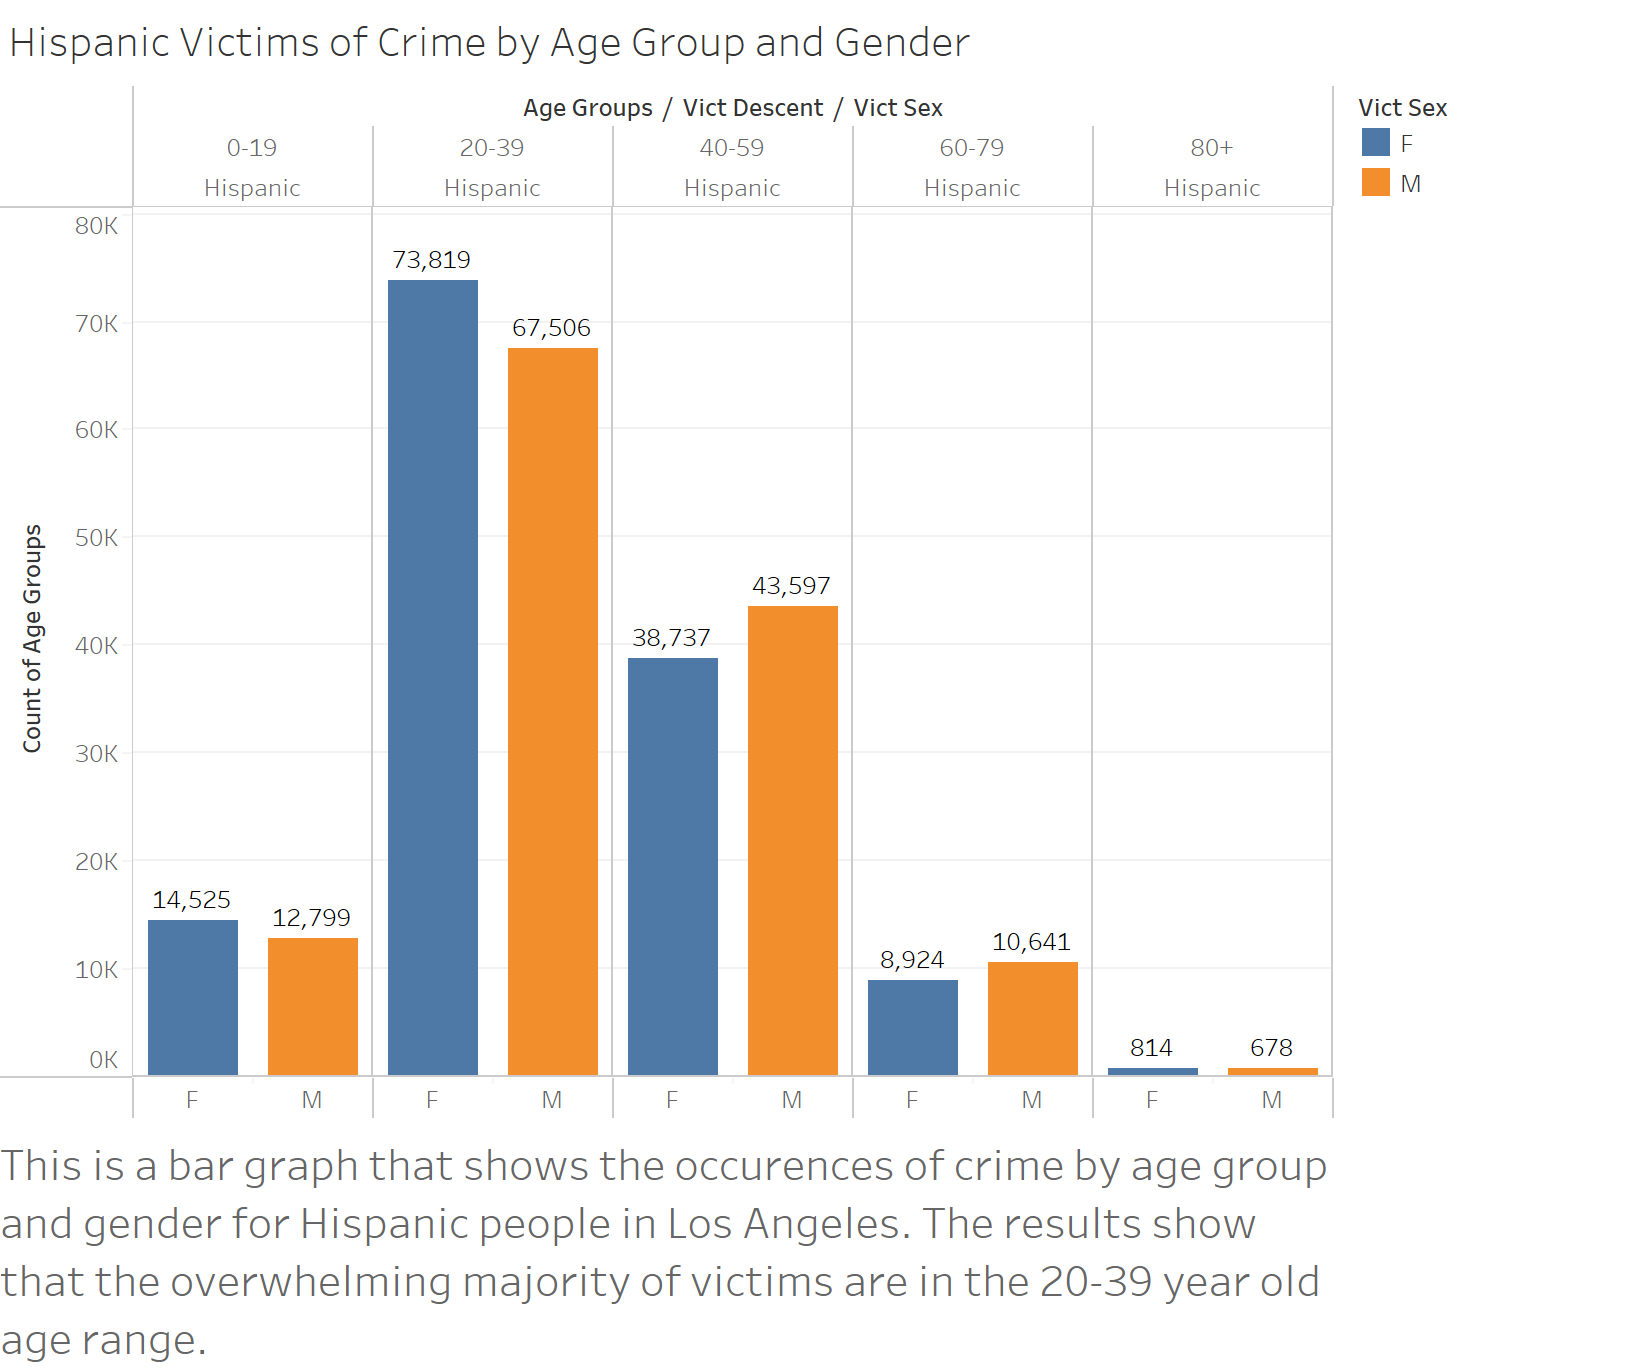 Hispanic Victims of Crime by Age Group and Gender
Age Groups / Vict Descent / Vict Sex
Vict Sex
F
M
0-19 20-39 40-59 60-79 80+
Hispanic Hispanic Hispanic Hispanic Hispanic
Count of Age Groups
80K
70K
60K
50K
40K
30K
20K
10K
0K
14,525
12,799
73,819
67,506
38,737
43,597
8,924
10,641
814
678
F M F M F M F M F M
This is a bar graph that shows the occurences of crime by age group
and gender for Hispanic people in Los Angeles. The results show
that the overwhelming majority of victims are in the 20-39 year old
age range.